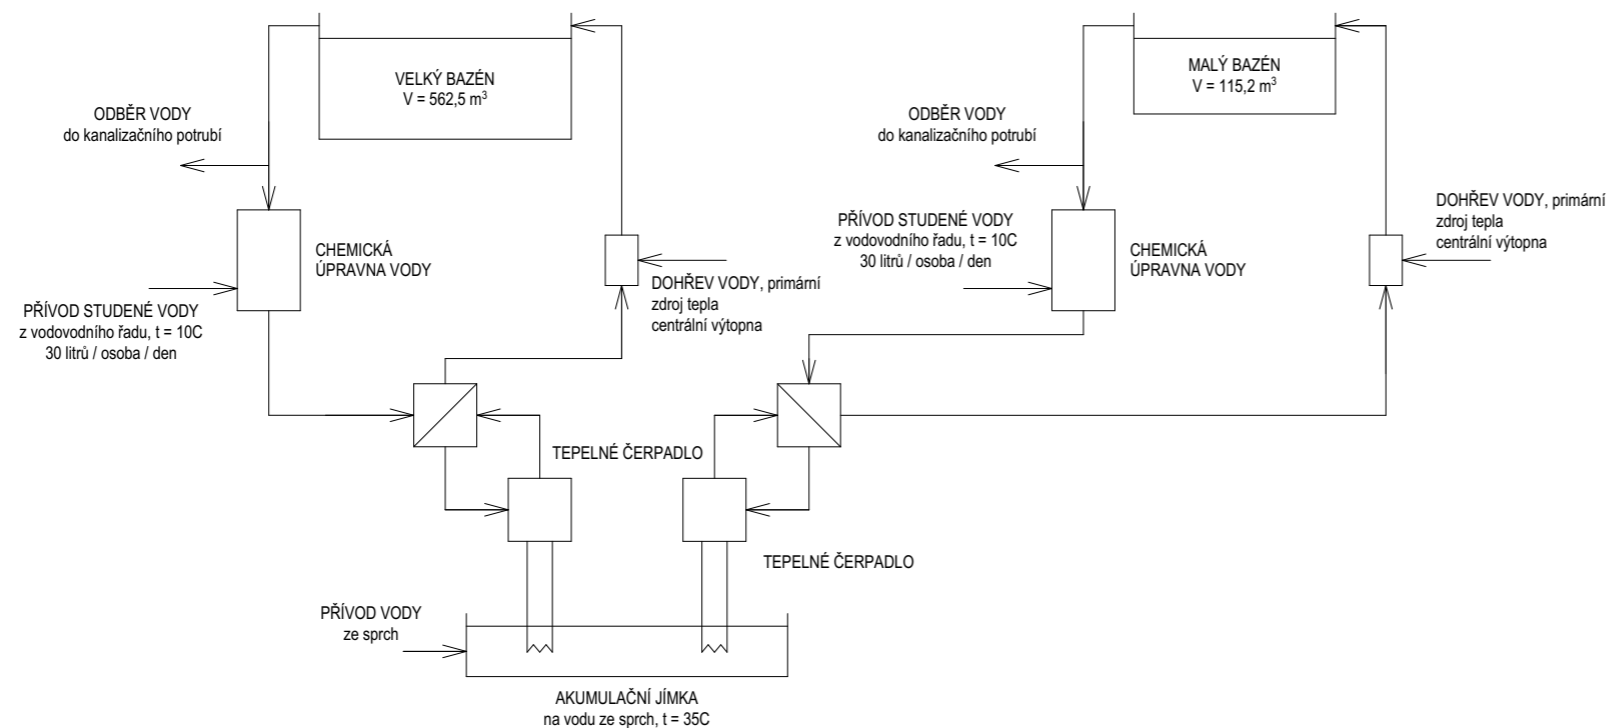 VELKÝ BAZÉN
V = 562,5 m³
ODBĚR VODY
do kanalizačního potrubí
CHEMICKÁ
ÚPRAVNA VODY
PŘÍVOD STUDENÉ VODY
z vodovodního řadu, t = 10C
30 litrů / osoba / den
DOHŘEV VODY, primární
zdroj tepla
centrální výtopna
MALÝ BAZÉN
V = 115,2 m³
ODBĚR VODY
do kanalizačního potrubí
PŘÍVOD STUDENÉ VODY
z vodovodního řadu, t = 10C
30 litrů / osoba / den
CHEMICKÁ
ÚPRAVNA VODY
DOHŘEV VODY, primární
zdroj tepla
centrální výtopna
TEPELNÉ ČERPADLO
TEPELNÉ ČERPADLO
PŘÍVOD VODY
ze sprch
AKUMULAČNÍ JÍMKA
na vodu ze sprch, t = 35C